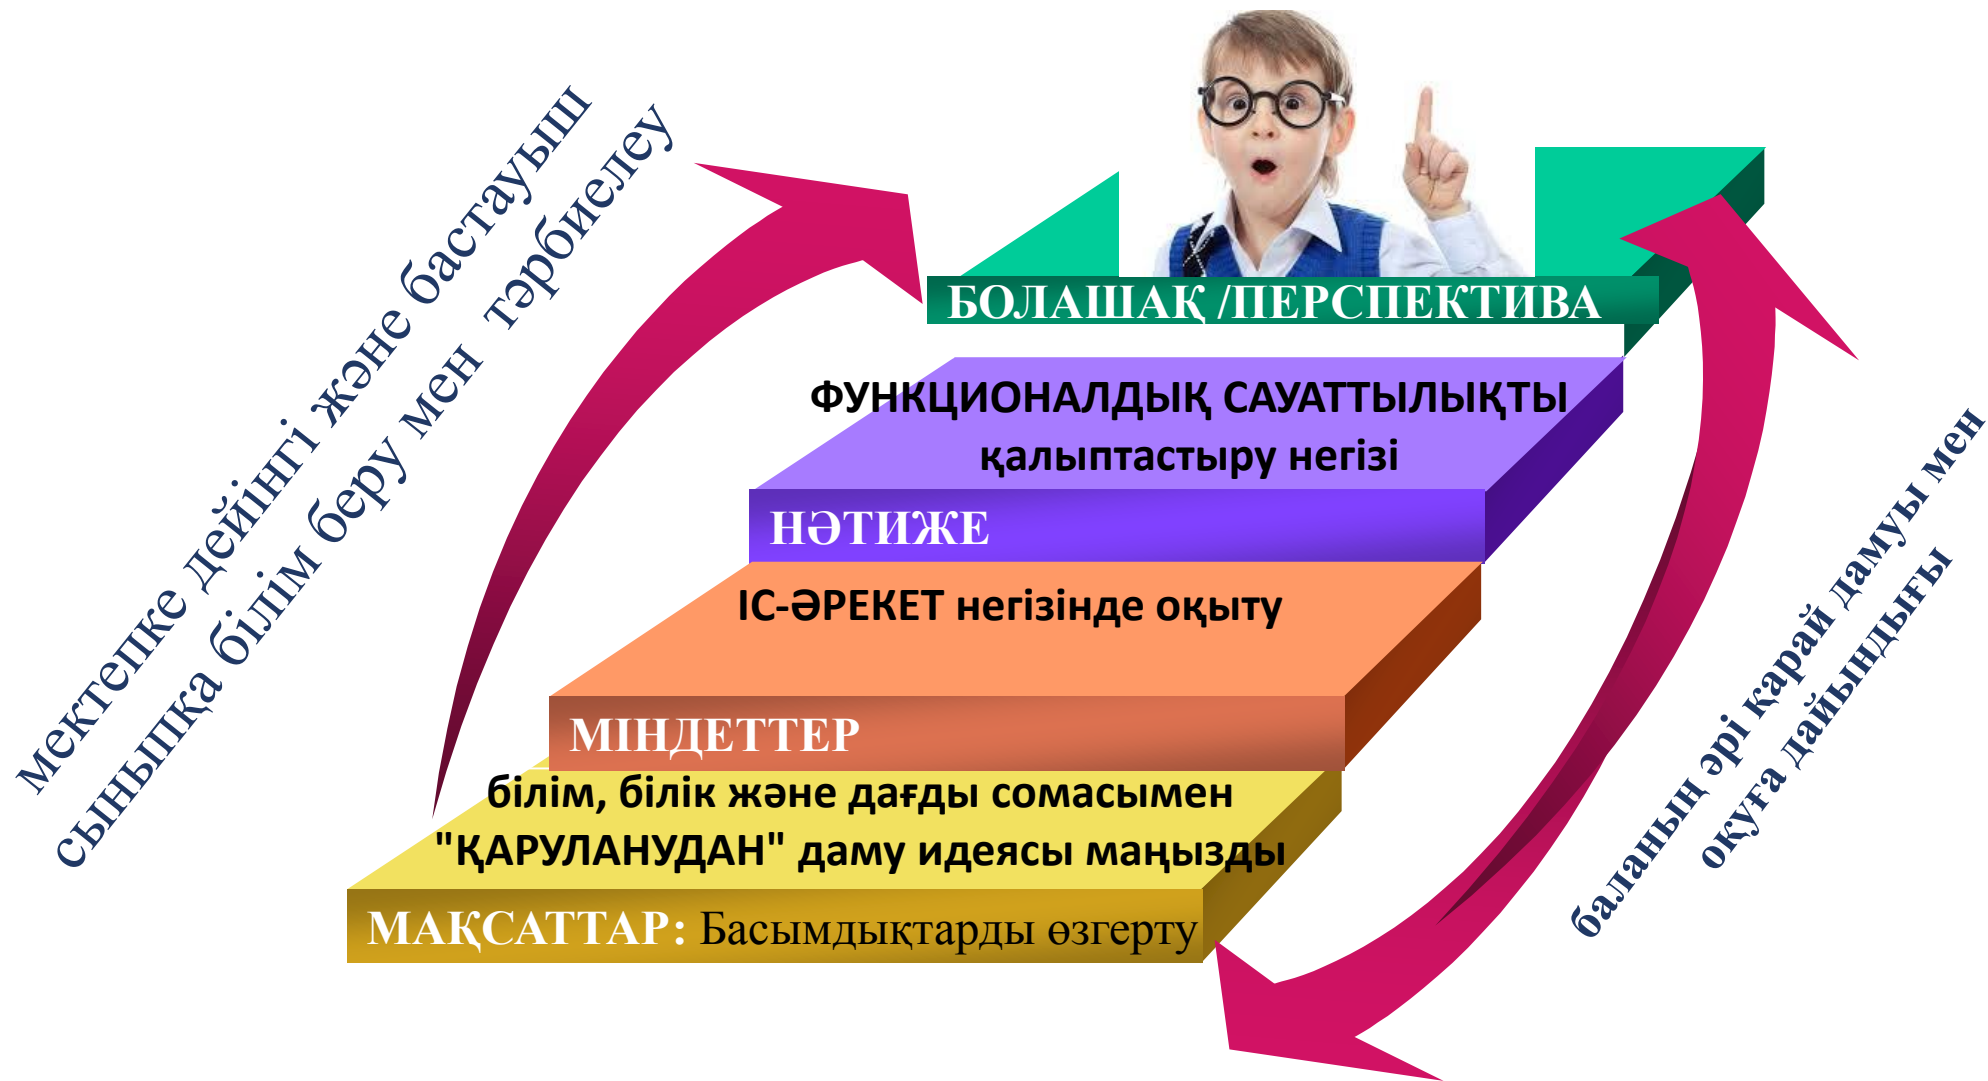 мектепке дейінгі және бастауыш
сыныпқа білім беру мен тәрбиелеу
БОЛАШАҚ /ПЕРСПЕКТИВА
ФУНКЦИОНАЛДЫҚ САУАТТЫЛЫҚТЫ
қалыптастыру негізі
НӘТИЖЕ
ІС-ӘРЕКЕТ негізінде оқыту
МІНДЕТТЕР
білім, білік және дағды сомасымен
"ҚАРУЛАНУДАН" даму идеясы маңызды
МАҚСАТТАР: Басымдықтарды өзгерту
баланың әрі қарай дамуы мен
оқуға дайындығы